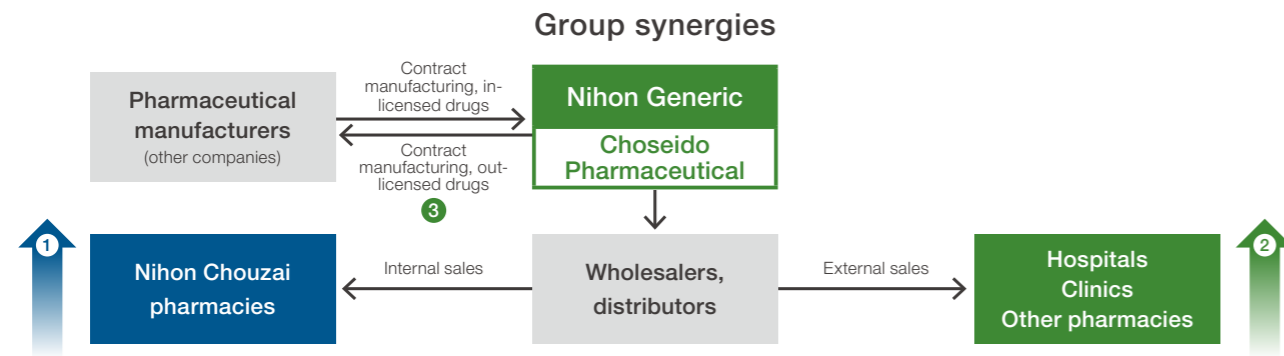 Group synergies
Pharmaceutical
manufacturers
(other companies)
Contract
manufacturing, in-
licensed drugs
Contract
manufacturing, out-
licensed drugs
3
Nihon Generic
Choseido
Pharmaceutical
1
Nihon Chouzai
pharmacies
Internal sales
Wholesalers,
distributors
External sales
Hospitals
Clinics
Other pharmacies
2